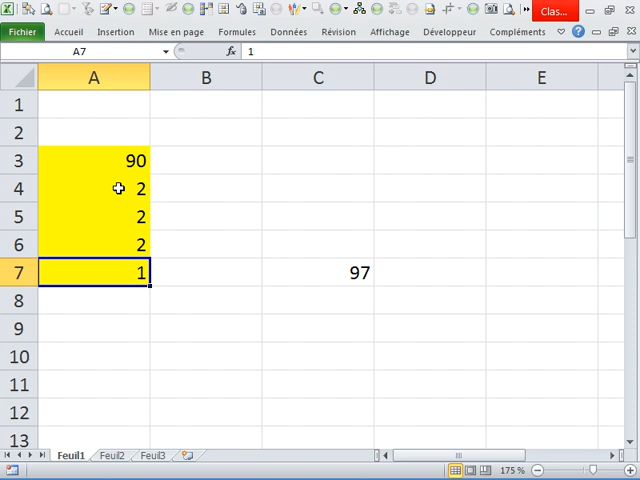 Clas...
Fichier Accueil Insertion Mise en page Formules Données Révision Affichage Développeur Compléments
A7 fx 1
A B C D E
1
2
3 90
4 2
5 2
6 2
7 1 97
8
9
10
11
12
13
Feuil1 Feuil2 Feuil3
175 %